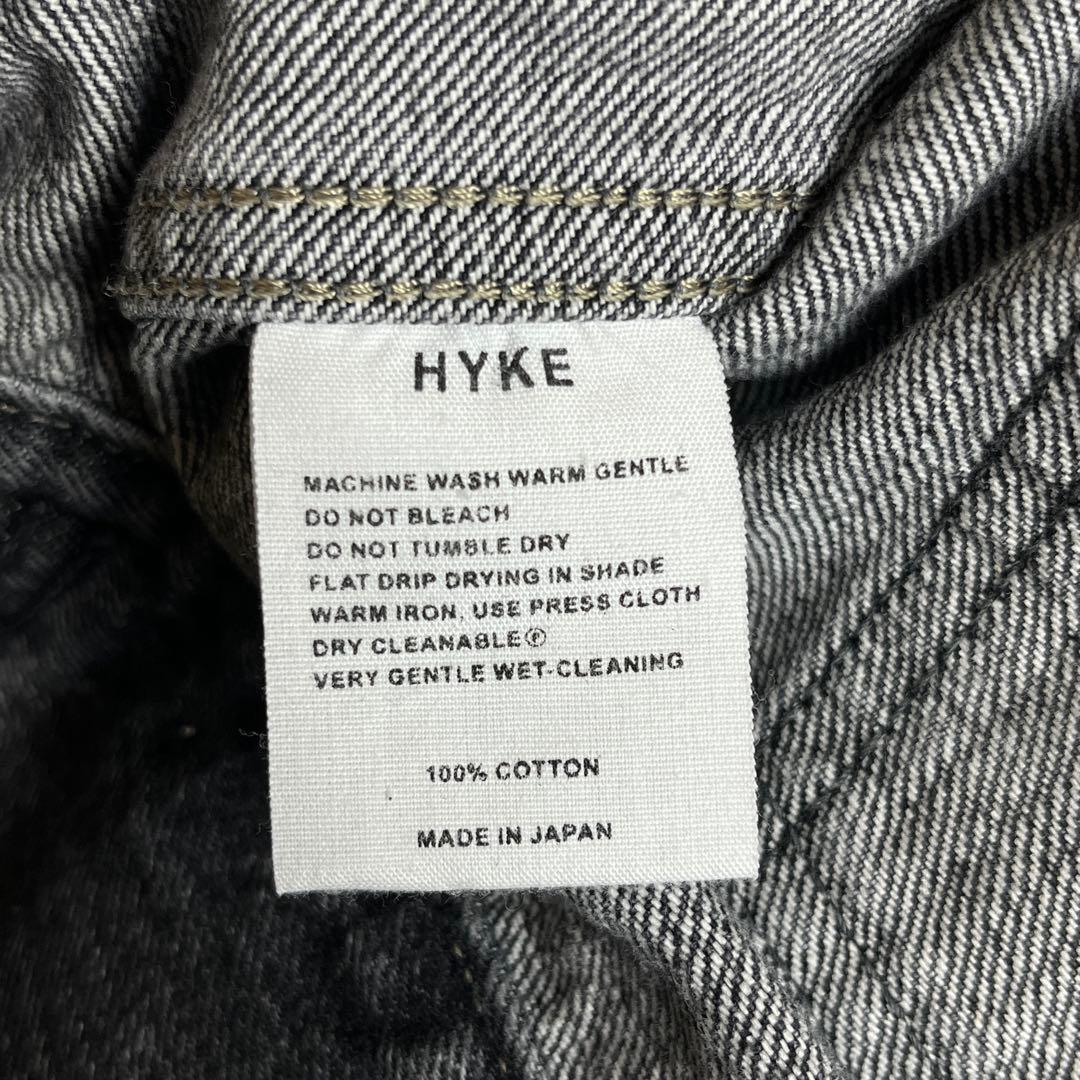 HYKE
MACHINE WASH WARM GENTLE
DO NOT BLEACH
DO NOT TUMBLE DRY
FLAT DRIP DRYING IN SHADE
WARM IRON, USE PRESS CLOTH
DRY CLEANABLEⓅ
VERY GENTLE WET-CLEANING
100% COTTON
MADE IN JAPAN